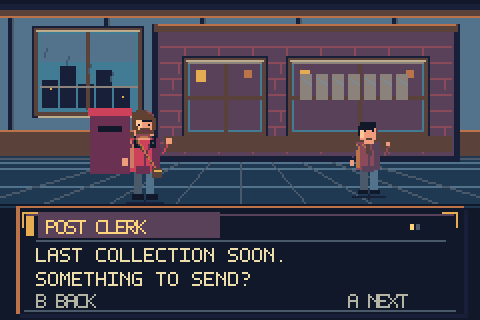 POST CLERK
LAST COLLECTION SOON.
SOMETHING TO SEND?
B BACK
A NEXT